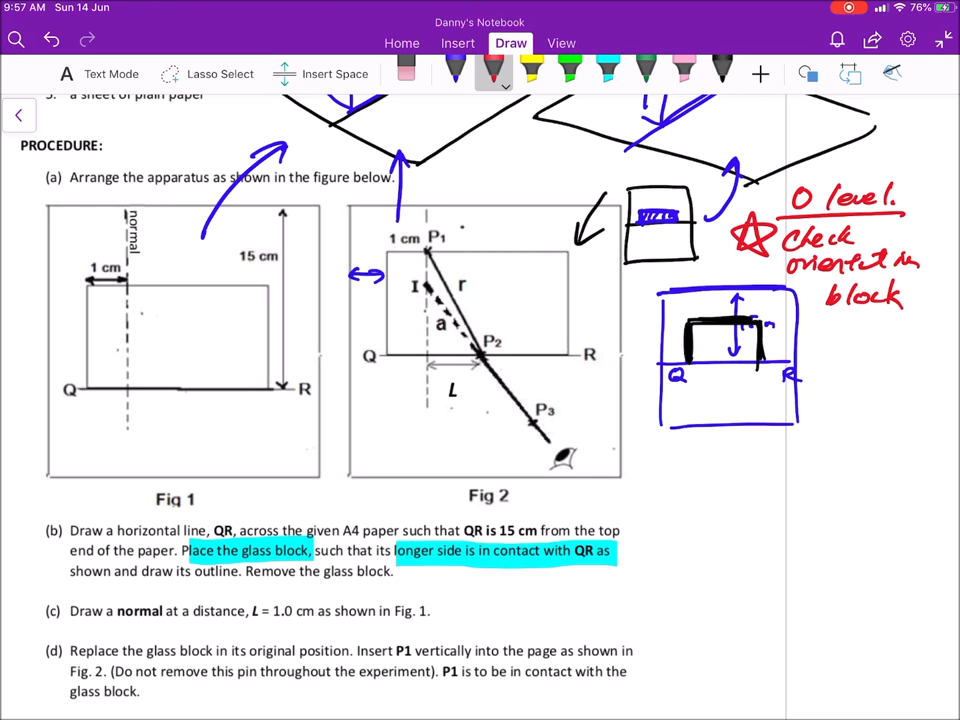 9:57 AM Sun 14 Jun
76%
Danny's Notebook
Home Insert Draw View
A Text Mode Lasso Select Insert Space
a sheet of plain paper
PROCEDURE:
(a) Arrange the apparatus as shown in the figure below.
normal
1 cm
15 cm
Q R
Fig 1
1 cm P1
I r
a
P2
Q R
L
P3
Fig 2
O level.
Check
orientation
block
Q R
(b) Draw a horizontal line, QR, across the given A4 paper such that QR is 15 cm from the top
end of the paper. Place the glass block, such that its longer side is in contact with QR as
shown and draw its outline. Remove the glass block.
(c) Draw a normal at a distance, L = 1.0 cm as shown in Fig. 1.
(d) Replace the glass block in its original position. Insert P1 vertically into the page as shown in
Fig. 2. (Do not remove this pin throughout the experiment). P1 is to be in contact with the
glass block.